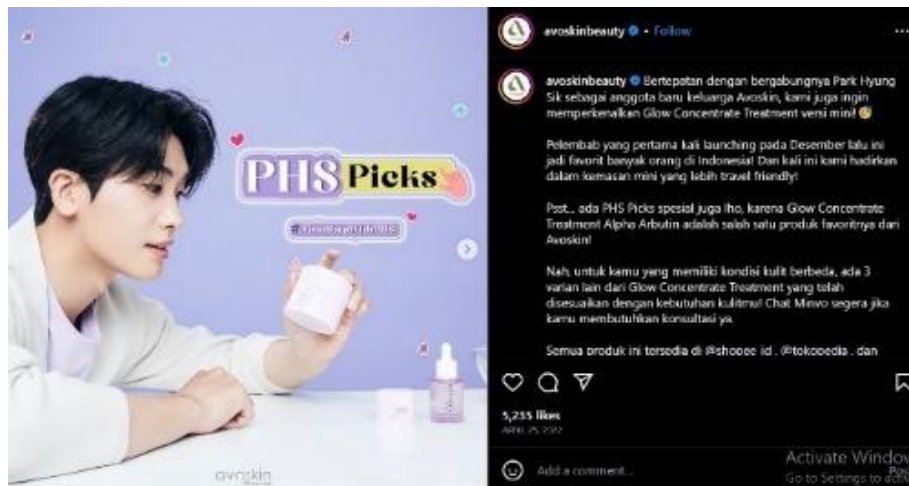 PHS Picks
avoskin
avoskinbeauty • Follow
avoskinbeauty Bertepatan dengan bergabungnya Park Hyung
Sik sebagai anggota baru keluarga Avoskin, kami juga ingin
memperkenalkan Glow Concentrate Treatment versi mini!
Pelembab yang pertama kali launching pada Desember lalu ini
jadi favorit banyak orang di Indonesia! Dan kali ini kami hadirkan
dalam kemasan mini yang lebih travel friendly!
Psst... ada PHS Picks spesial juga lho, karena Glow Concentrate
Treatment Alpha Arbutin adalah salah satu produk favoritnya dari
Avoskin!
Nah, untuk kamu yang memiliki kondisi kulit berbeda, ada 3
varian lain dari Glow Concentrate Treatment yang telah
disesuaikan dengan kebutuhan kulitmu! Chat Minvo segera jika
kamu membutuhkan konsultasi ya.
Semua produk ini tersedia di @shopee_id , @tokopedia , dan
5,235 likes
APRIL 25, 2022
Add a comment...
Activate Window
Go to Settings to activ